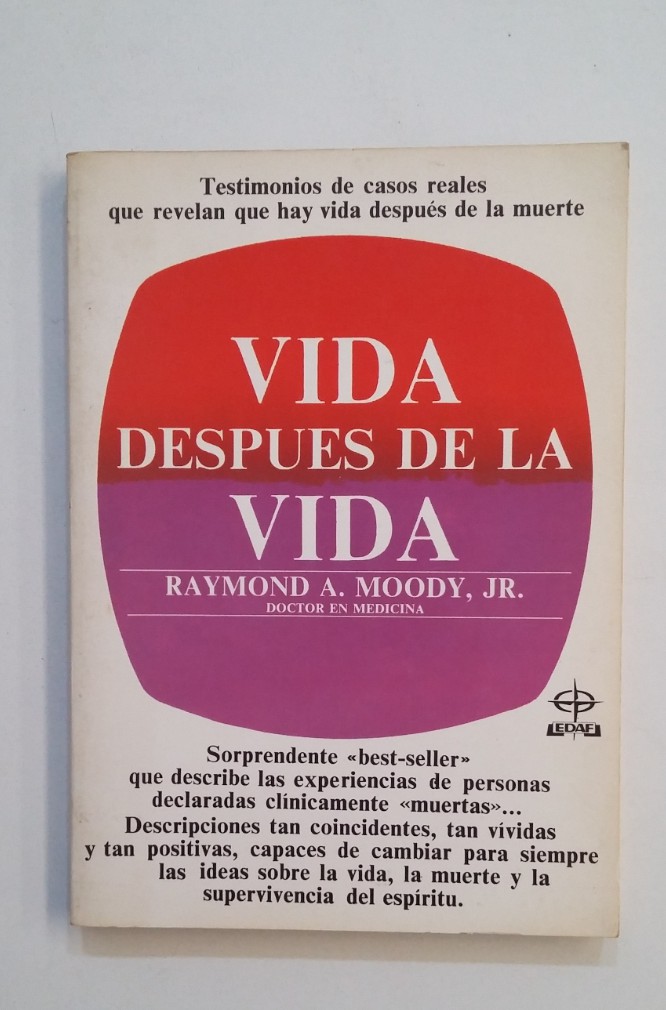 Testimonios de casos reales
que revelan que hay vida después de la muerte
VIDA
DESPUES DE LA
VIDA
RAYMOND A. MOODY, JR.
DOCTOR EN MEDICINA
EDAF
Sorprendente «best-seller»
que describe las experiencias de personas
declaradas clínicamente «muertas»...
Descripciones tan coincidentes, tan vívidas
y tan positivas, capaces de cambiar para siempre
las ideas sobre la vida, la muerte y la
supervivencia del espíritu.